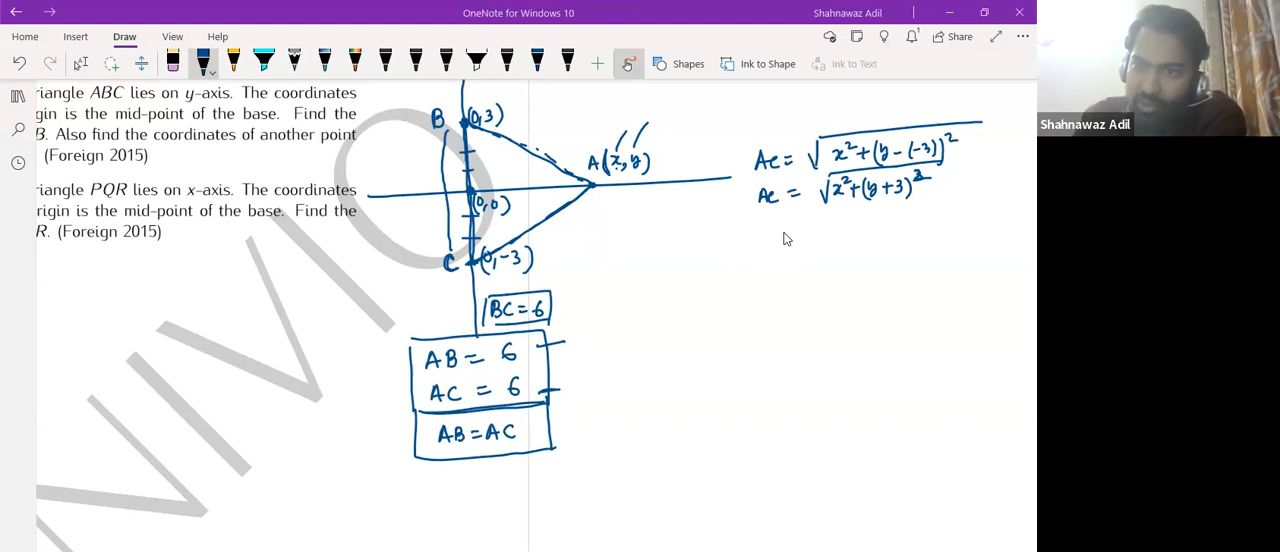 OneNote for Windows 10
Shahnawaz Adil
Home Insert Draw View Help
Share
Shapes Ink to Shape Ink to Text
riangle ABC lies on y-axis. The coordinates
gin is the mid-point of the base. Find the
B. Also find the coordinates of another point
(Foreign 2015)
riangle PQR lies on x-axis. The coordinates
rigin is the mid-point of the base. Find the
R. (Foreign 2015)
B (0,3)
A(x,y)
(0,0)
C (0,-3)
BC=6
AB = 6
AC = 6
AB=AC
AC = √x²+(y-(-3))²
AC = √x²+(y+3)²
Shahnawaz Adil
NIVIO